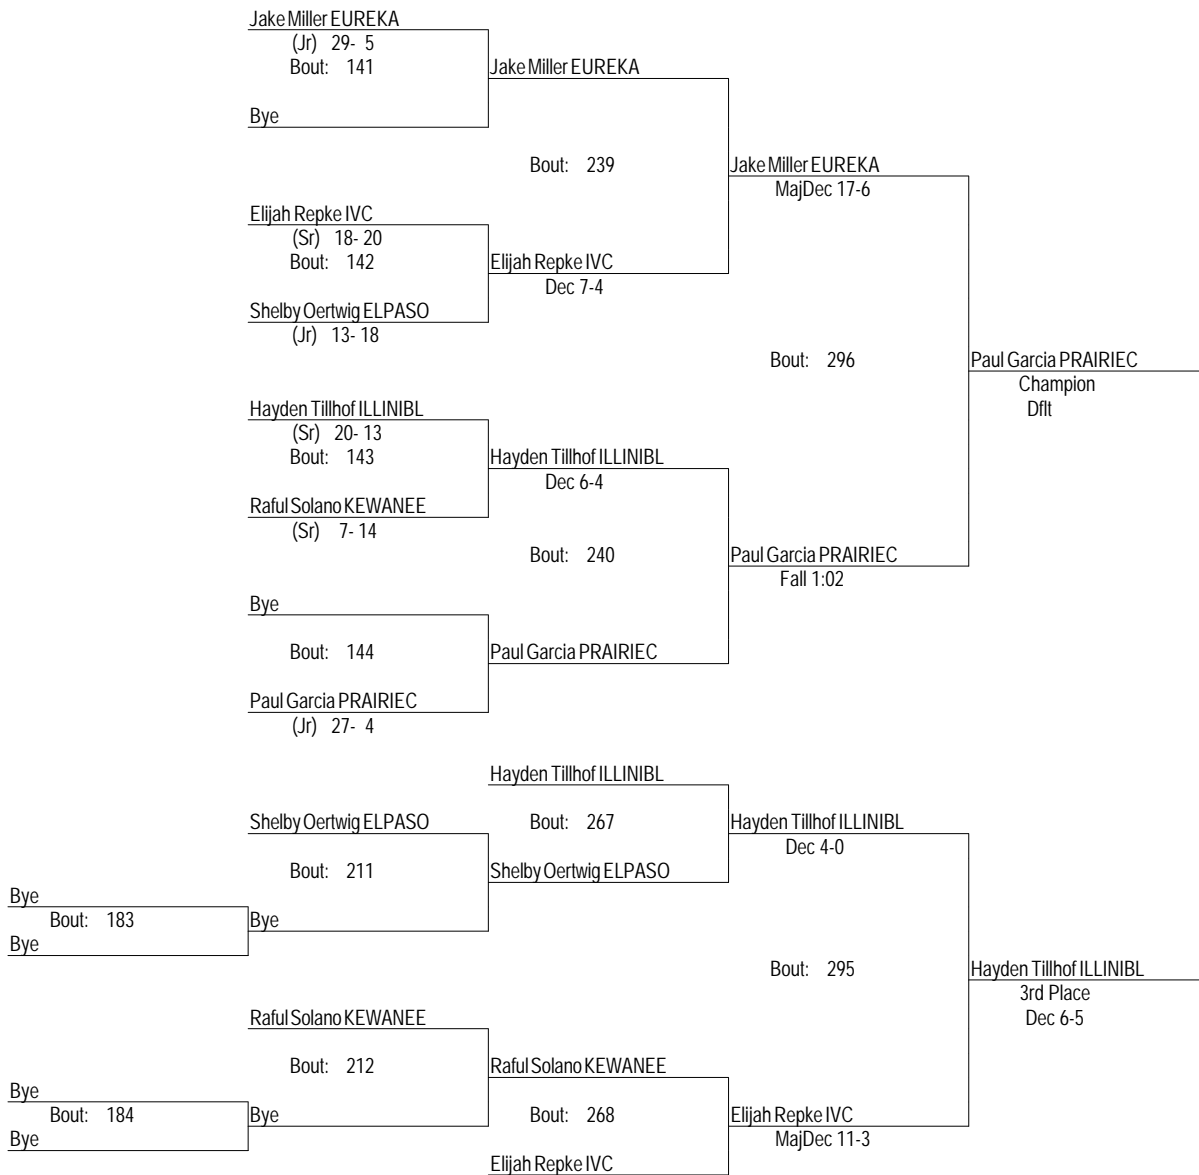 Jake Miller EUREKA
(Jr) 29- 5
Bout: 141
Jake Miller EUREKA
Bye
Bout: 239
Jake Miller EUREKA
MajDec 17-6
Elijah Repke IVC
(Sr) 18- 20
Bout: 142
Elijah Repke IVC
Dec 7-4
Shelby Oertwig ELPASO
(Jr) 13- 18
Bout: 296
Paul Garcia PRAIRIEC
Champion
Dflt
Hayden Tillhof ILLINIBL
(Sr) 20- 13
Bout: 143
Hayden Tillhof ILLINIBL
Dec 6-4
Raful Solano KEWANEE
(Sr) 7- 14
Bout: 240
Paul Garcia PRAIRIEC
Fall 1:02
Bye
Bout: 144
Paul Garcia PRAIRIEC
Paul Garcia PRAIRIEC
(Jr) 27- 4
Hayden Tillhof ILLINIBL
Shelby Oertwig ELPASO
Bout: 267
Hayden Tillhof ILLINIBL
Dec 4-0
Bout: 211
Shelby Oertwig ELPASO
Bye
Bout: 183
Bye
Bye
Bout: 295
Hayden Tillhof ILLINIBL
3rd Place
Dec 6-5
Raful Solano KEWANEE
Bout: 212
Raful Solano KEWANEE
Bye
Bout: 184
Bye
Bye
Bout: 268
Elijah Repke IVC
MajDec 11-3
Elijah Repke IVC